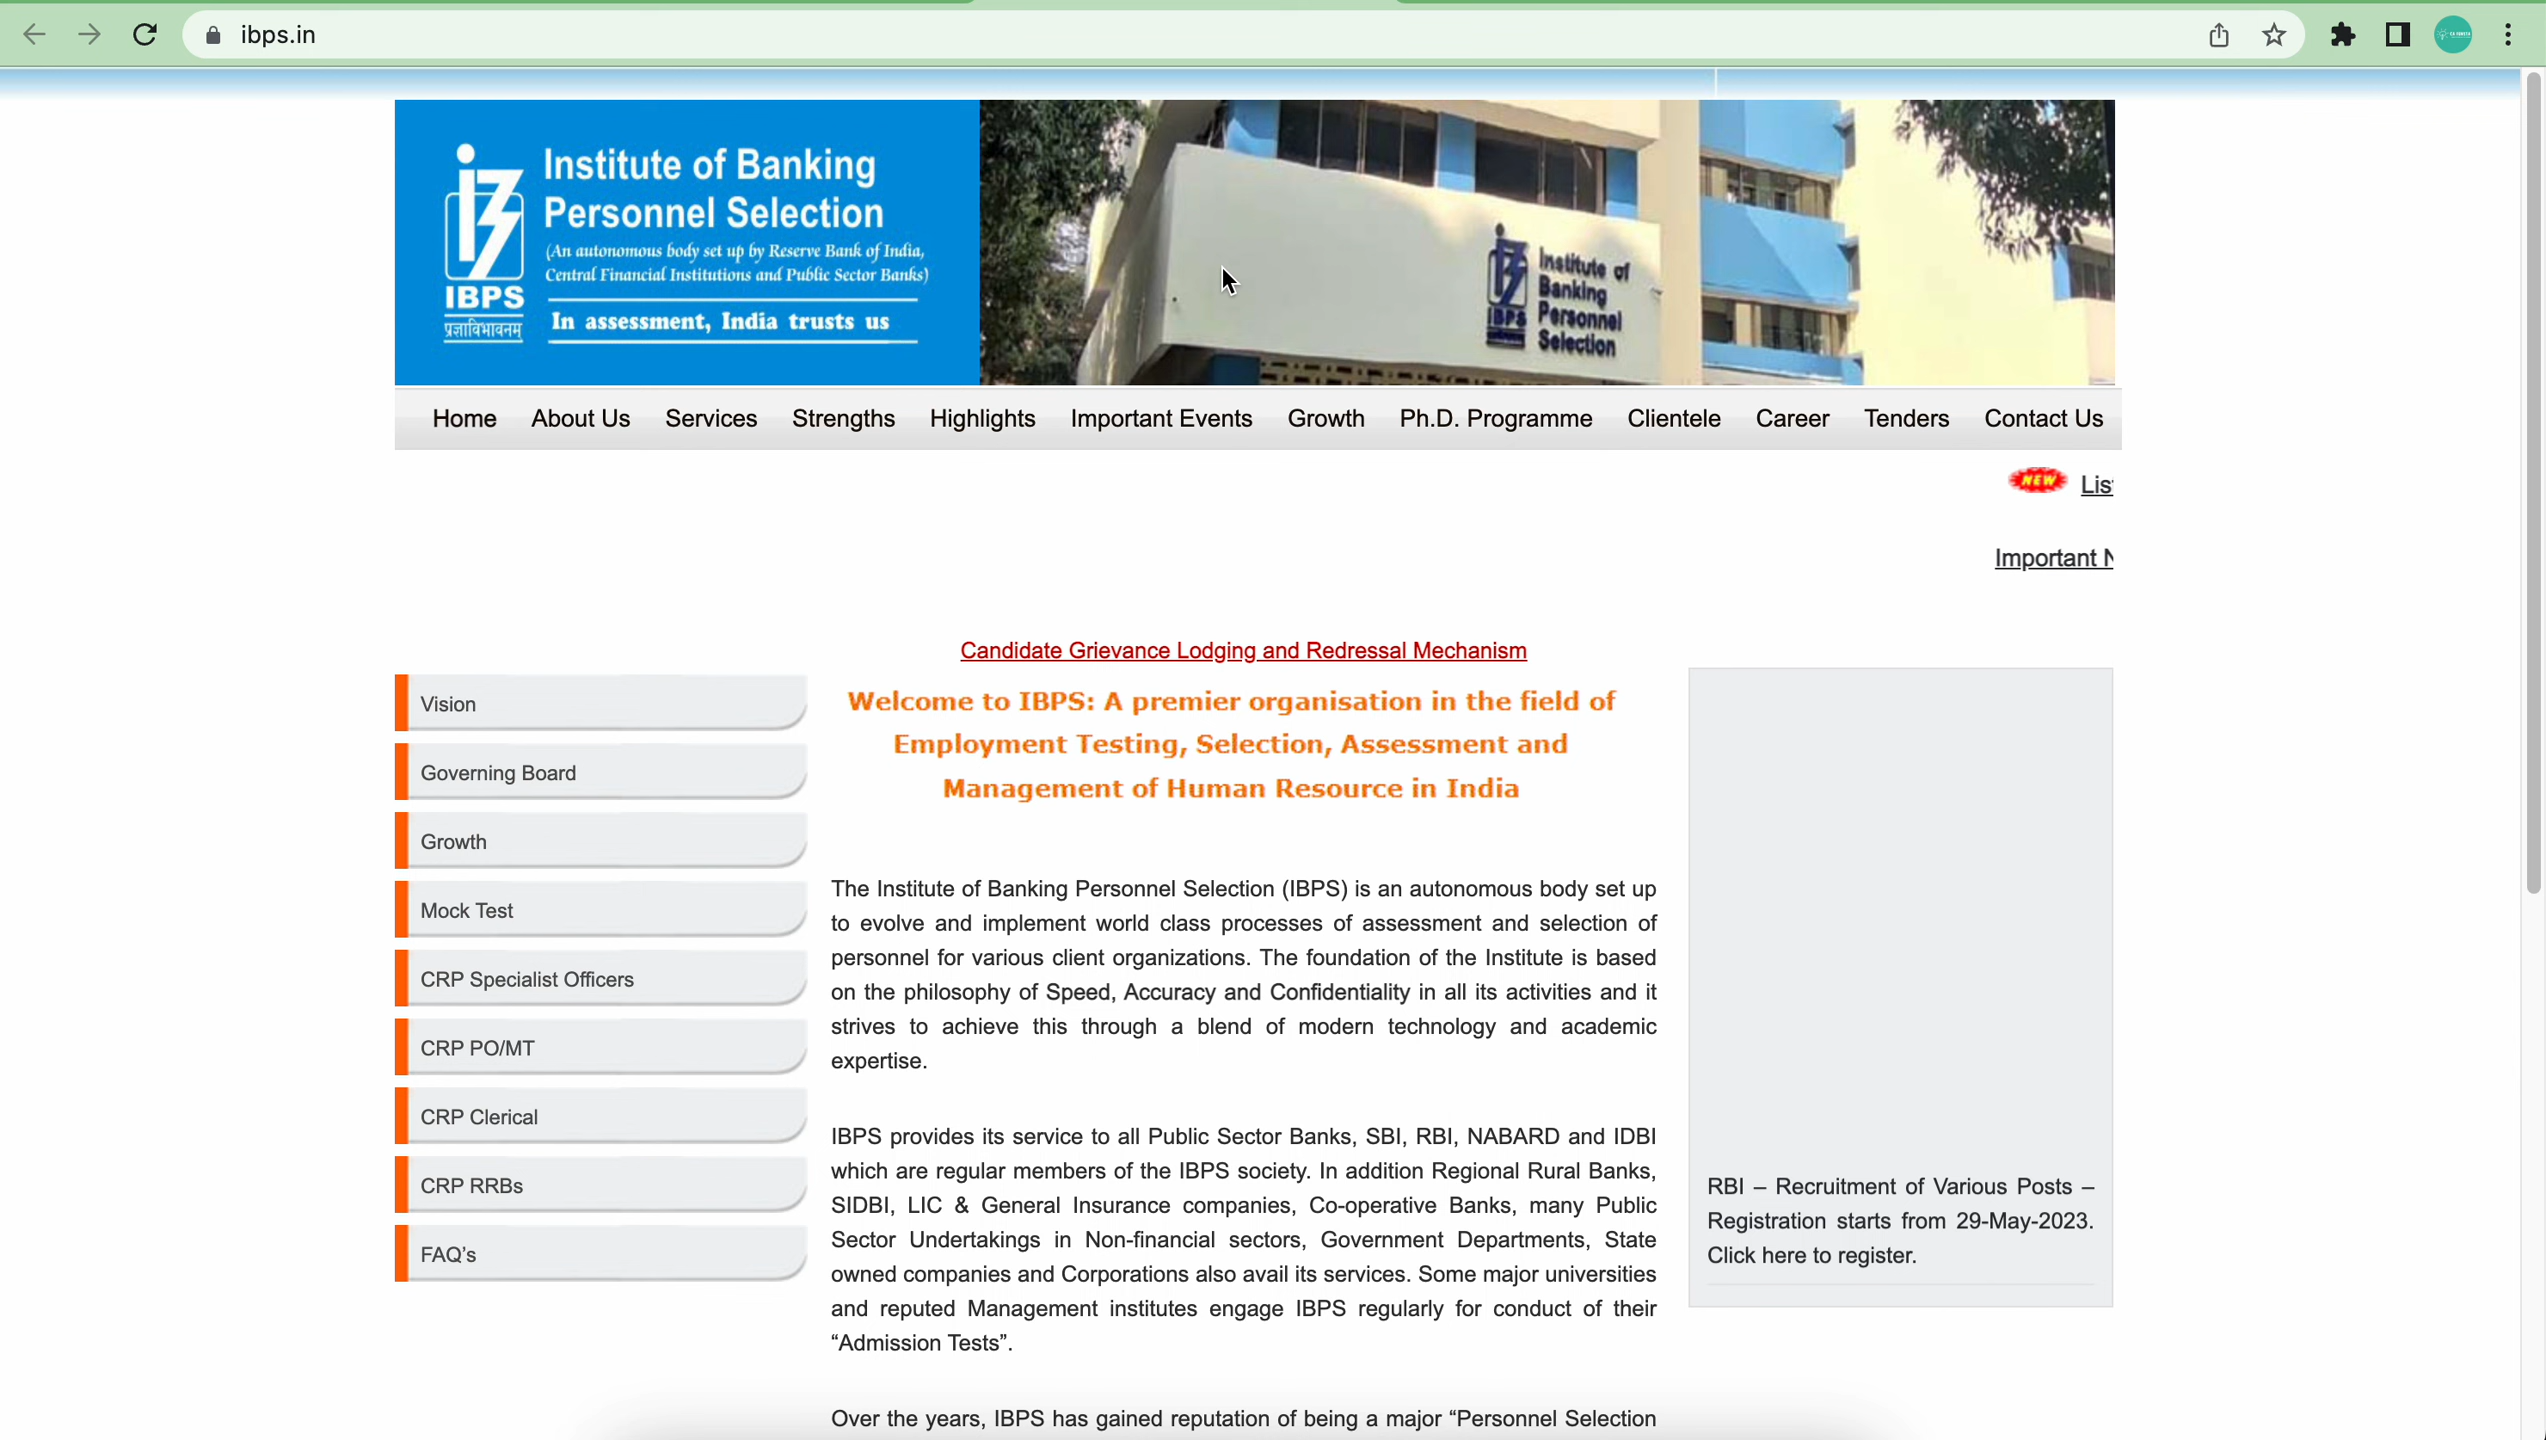 ibps.in
Institute of Banking
Personnel Selection
(An autonomous body set up by Reserve Bank of India,
Central Financial Institutions and Public Sector Banks)
IBPS
प्रज्ञाविभावनम्
In assessment, India trusts us
Institute of
Banking
Personnel
Selection
IBPS
Home About Us Services Strengths Highlights Important Events Growth Ph.D. Programme Clientele Career Tenders Contact Us
NEW Lis
Important N
Candidate Grievance Lodging and Redressal Mechanism
Vision
Governing Board
Growth
Mock Test
CRP Specialist Officers
CRP PO/MT
CRP Clerical
CRP RRBs
FAQ’s
Welcome to IBPS: A premier organisation in the field of
Employment Testing, Selection, Assessment and
Management of Human Resource in India
The Institute of Banking Personnel Selection (IBPS) is an autonomous body set up
to evolve and implement world class processes of assessment and selection of
personnel for various client organizations. The foundation of the Institute is based
on the philosophy of Speed, Accuracy and Confidentiality in all its activities and it
strives to achieve this through a blend of modern technology and academic
expertise.
IBPS provides its service to all Public Sector Banks, SBI, RBI, NABARD and IDBI
which are regular members of the IBPS society. In addition Regional Rural Banks,
SIDBI, LIC & General Insurance companies, Co-operative Banks, many Public
Sector Undertakings in Non-financial sectors, Government Departments, State
owned companies and Corporations also avail its services. Some major universities
and reputed Management institutes engage IBPS regularly for conduct of their
“Admission Tests”.
Over the years, IBPS has gained reputation of being a major “Personnel Selection
RBI – Recruitment of Various Posts –
Registration starts from 29-May-2023.
Click here to register.